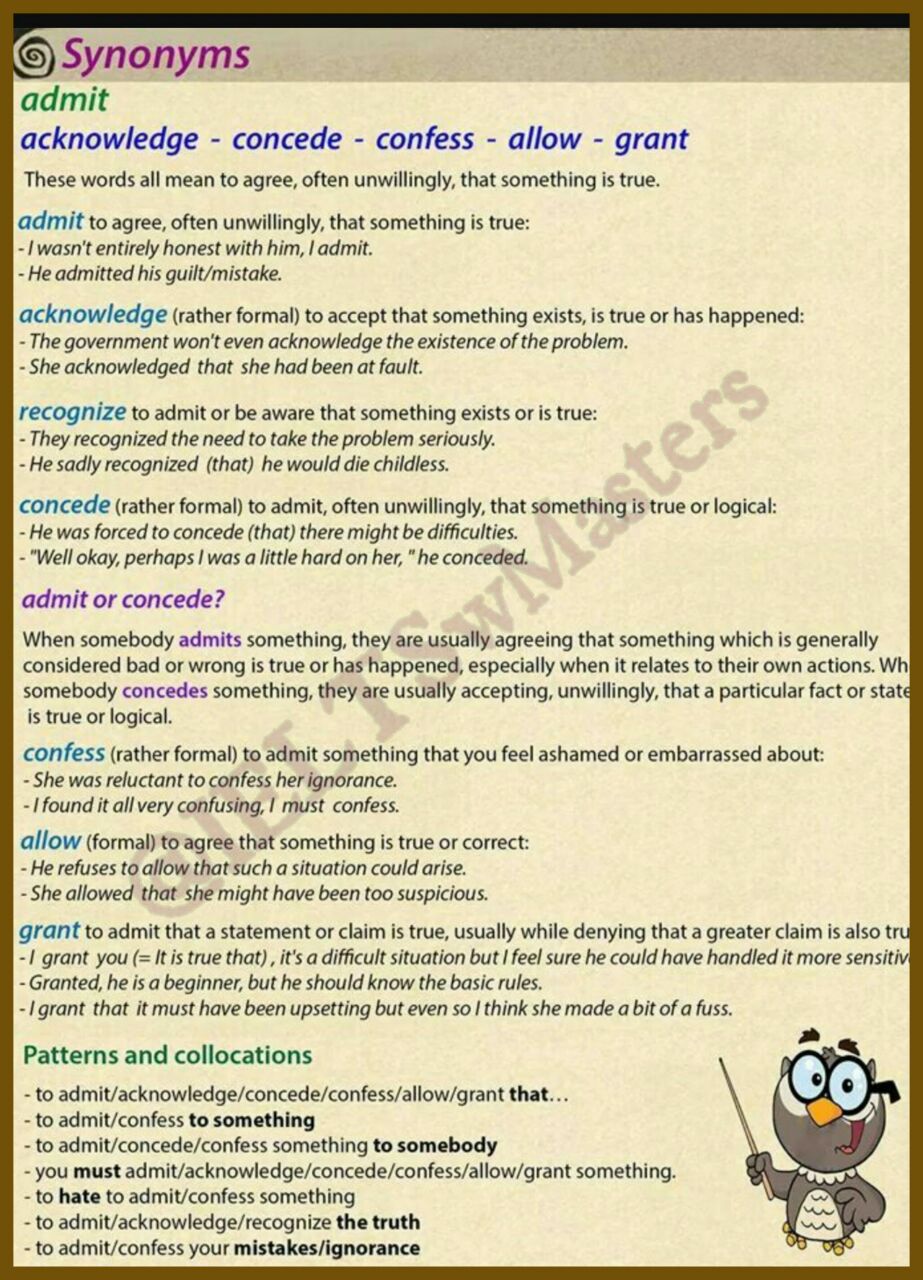 Synonyms
admit
acknowledge - concede - confess - allow - grant
These words all mean to agree, often unwillingly, that something is true.
admit to agree, often unwillingly, that something is true:
- I wasn't entirely honest with him, I admit.
- He admitted his guilt/mistake.
acknowledge (rather formal) to accept that something exists, is true or has happened:
- The government won't even acknowledge the existence of the problem.
- She acknowledged that she had been at fault.
recognize to admit or be aware that something exists or is true:
- They recognized the need to take the problem seriously.
- He sadly recognized (that) he would die childless.
concede (rather formal) to admit, often unwillingly, that something is true or logical:
- He was forced to concede (that) there might be difficulties.
- "Well okay, perhaps I was a little hard on her, " he conceded.
admit or concede?
When somebody admits something, they are usually agreeing that something which is generally
considered bad or wrong is true or has happened, especially when it relates to their own actions. Wh
somebody concedes something, they are usually accepting, unwillingly, that a particular fact or state
is true or logical.
confess (rather formal) to admit something that you feel ashamed or embarrassed about:
- She was reluctant to confess her ignorance.
- I found it all very confusing, I must confess.
allow (formal) to agree that something is true or correct:
- He refuses to allow that such a situation could arise.
- She allowed that she might have been too suspicious.
grant to admit that a statement or claim is true, usually while denying that a greater claim is also tru
- I grant you (= It is true that) , it's a difficult situation but I feel sure he could have handled it more sensitiv
- Granted, he is a beginner, but he should know the basic rules.
- I grant that it must have been upsetting but even so I think she made a bit of a fuss.
Patterns and collocations
- to admit/acknowledge/concede/confess/allow/grant that…
- to admit/confess to something
- to admit/concede/confess something to somebody
- you must admit/acknowledge/concede/confess/allow/grant something.
- to hate to admit/confess something
- to admit/acknowledge/recognize the truth
- to admit/confess your mistakes/ignorance
@IELTSwMasters